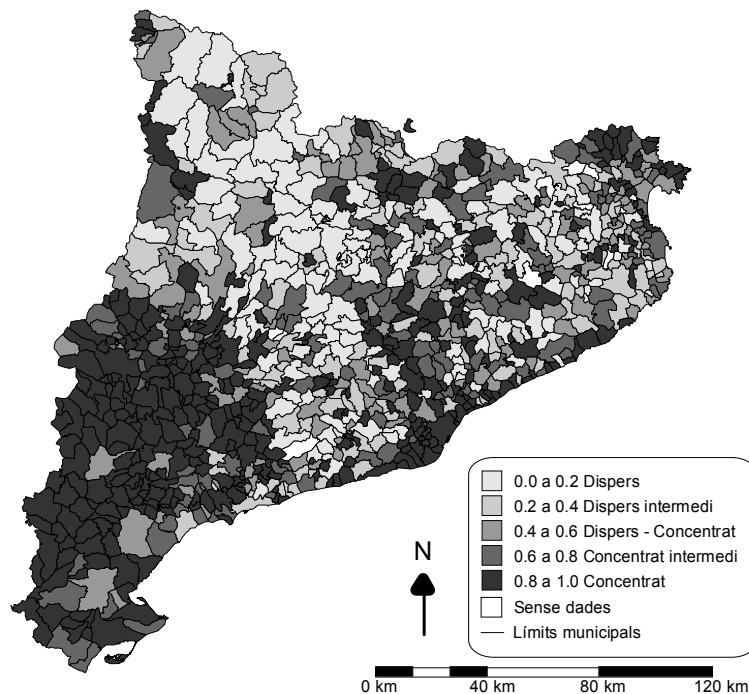 0.0 a 0.2 Dispers
0.2 a 0.4 Dispers intermedi
0.4 a 0.6 Dispers - Concentrat
0.6 a 0.8 Concentrat intermedi
0.8 a 1.0 Concentrat
Sense dades
Límits municipals
N
0 km 40 km 80 km 120 km